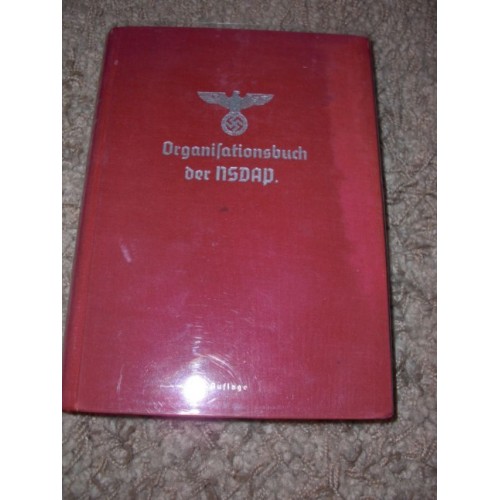 Organiſationsbuch
der NSDAP.
Auflage